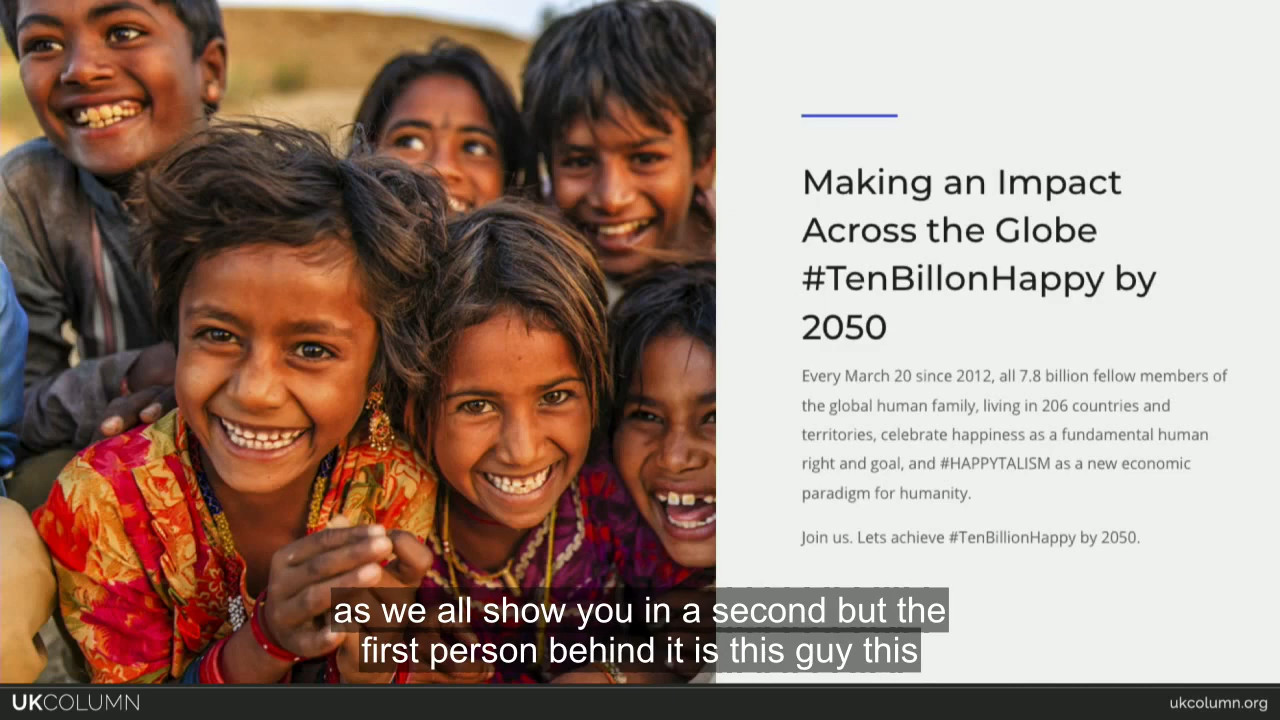 Making an Impact
Across the Globe
#TenBillonHappy by
2050
Every March 20 since 2012, all 7.8 billion fellow members of
the global human family, living in 206 countries and
territories, celebrate happiness as a fundamental human
right and goal, and #HAPPYTALISM as a new economic
paradigm for humanity.
Join us. Lets achieve #TenBillionHappy by 2050.
as we all show you in a second but the
first person behind it is this guy this
UKCOLUMN
ukcolumn.org